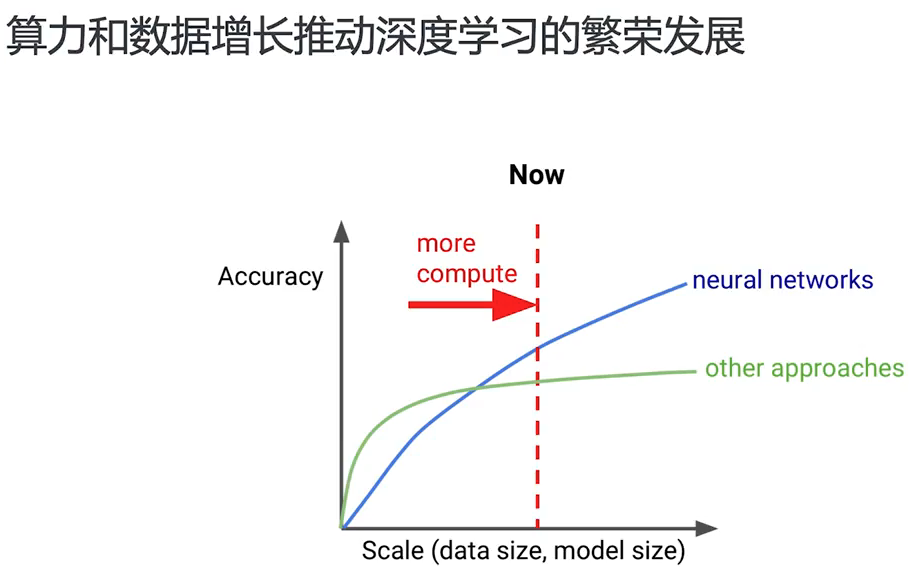 算力和数据增长推动深度学习的繁荣发展
Now
more
compute
Accuracy
neural networks
other approaches
Scale (data size, model size)